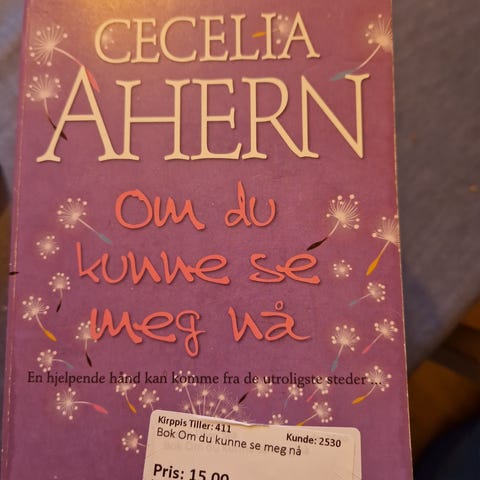 CECELIA
AHERN
Om du
kunne se
meg nå
En hjelpende hånd kan komme fra de utroligste steder ...
Kirppis Tiller: 411 Kunde: 2530
Bok Om du kunne se meg nå
Pris: 15,00